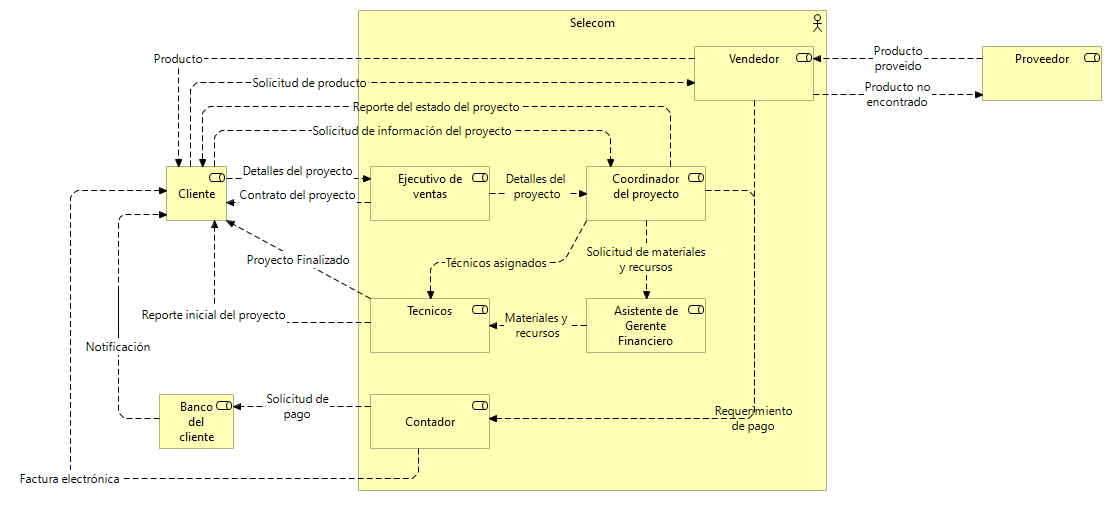 Selecom
Producto
Vendedor
Producto
proveido
Proveedor
Solicitud de producto
Producto no
encontrado
Reporte del estado del proyecto
Solicitud de información del proyecto
Cliente
Detalles del proyecto
Contrato del proyecto
Ejecutivo de
ventas
Detalles del
proyecto
Coordinador
del proyecto
Proyecto Finalizado
Técnicos asignados
Solicitud de materiales
y recursos
Reporte inicial del proyecto
Tecnicos
Materiales y
recursos
Asistente de
Gerente
Financiero
Notificación
Banco
del
cliente
Solicitud de
pago
Contador
Requerimiento
de pago
Factura electrónica